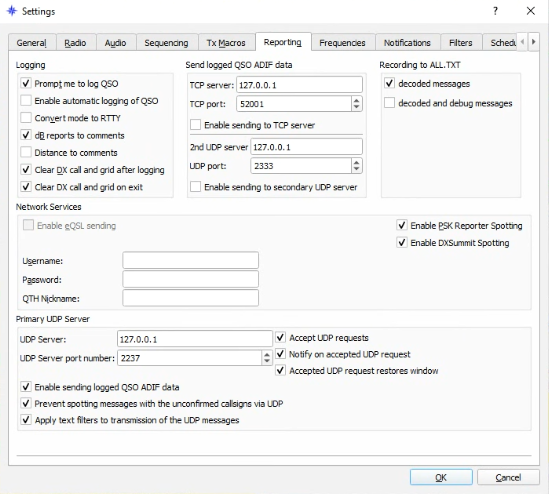 Settings
?
General
Radio
Audio
Sequencing
Tx Macros
Reporting
Frequencies
Notifications
Filters
Logging
Prompt me to log QSO
Enable automatic logging of QSO
Convert mode to RTTY
dB reports to comments
Distance to comments
Clear DX call and grid after logging
Clear DX call and grid on exit
Send logged QSO ADIF data
TCP server: 127.0.0.1
TCP port: 52001
Enable sending to TCP server
2nd UDP server 127.0.0.1
UDP port: 2333
Enable sending to secondary UDP server
Recording to ALL.TXT
decoded messages
decoded and debug messages
Network Services
Enable eQSL sending
Username:
Password:
QTH Nickname:
Enable PSK Reporter Spotting
Enable DXSummit Spotting
Primary UDP Server
UDP Server: 127.0.0.1
UDP Server port number: 2237
Accept UDP requests
Notify on accepted UDP request
Accepted UDP request restores window
Enable sending logged QSO ADIF data
Prevent spotting messages with the unconfirmed callsigns via UDP
Apply text filters to transmission of the UDP messages
OK
Cancel